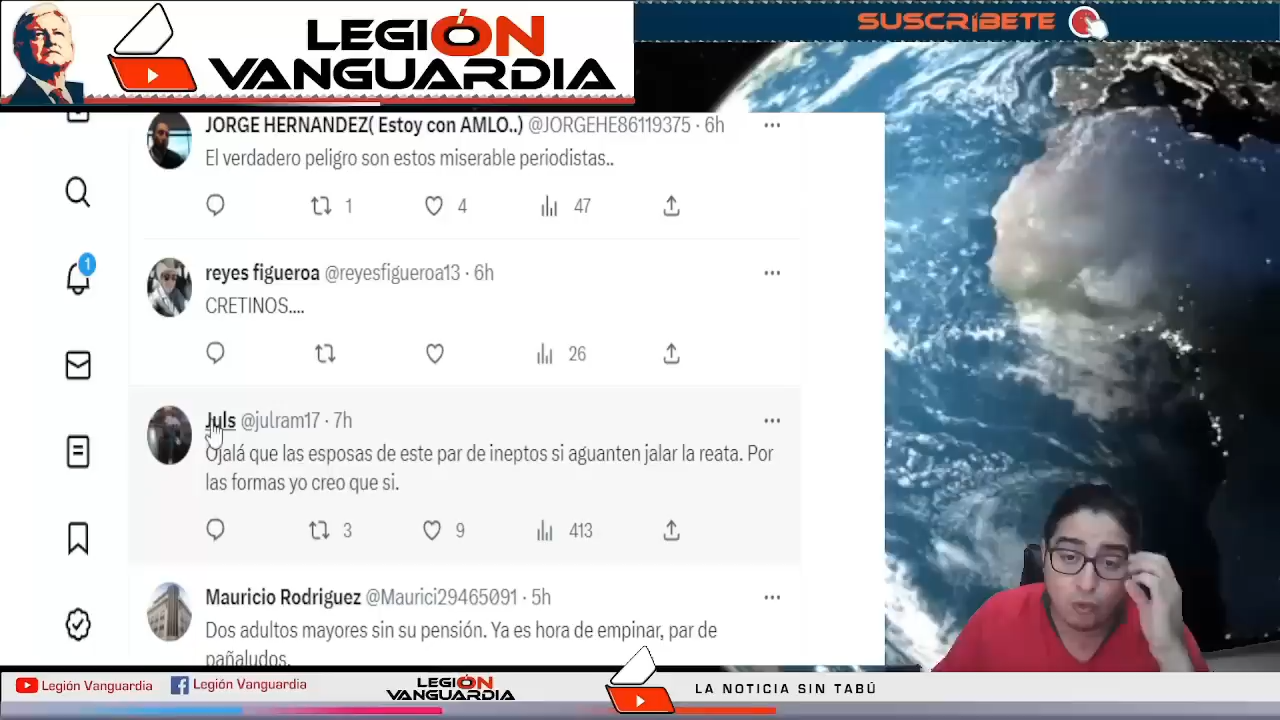 LEGIÓN
VANGUARDIA
SUSCRÍBETE
JORGE HERNANDEZ( Estoy con AMLO..) @JORGEHE86119375 · 6h
El verdadero peligro son estos miserable periodistas..
1 4 47
1
reyes figueroa @reyesfigueroa13 · 6h
CRETINOS....
26
Juls @julram17 · 7h
Ojalá que las esposas de este par de ineptos si aguanten jalar la reata. Por
las formas yo creo que si.
3 9 413
Mauricio Rodriguez @Maurici29465091 · 5h
Dos adultos mayores sin su pensión. Ya es hora de empinar, par de
pañaludos.
Legión Vanguardia Legión Vanguardia LEGIÓN VANGUARDIA LA NOTICIA SIN TABÚ